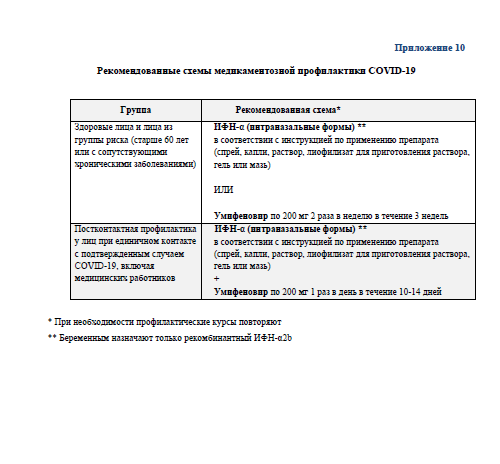 Приложение 10
Рекомендованные схемы медикаментозной профилактики COVID-19
Группа
Рекомендованная схема*
Здоровые лица и лица из
группы риска (старше 60 лет
или с сопутствующими
хроническими заболеваниями)
ИФН-α (интраназальные формы) **
в соответствии с инструкцией по применению препарата
(спрей, капли, раствор, лиофилизат для приготовления раствора,
гель или мазь)
ИЛИ
Умифеновир по 200 мг 2 раза в неделю в течение 3 недель
Постконтактная профилактика
у лиц при единичном контакте
с подтвержденным случаем
COVID-19, включая
медицинских работников
ИФН-α (интраназальные формы) **
в соответствии с инструкцией по применению препарата
(спрей, капли, раствор, лиофилизат для приготовления раствора,
гель или мазь)
+
Умифеновир по 200 мг 1 раз в день в течение 10-14 дней
* При необходимости профилактические курсы повторяют
** Беременным назначают только рекомбинантный ИФН-α2b